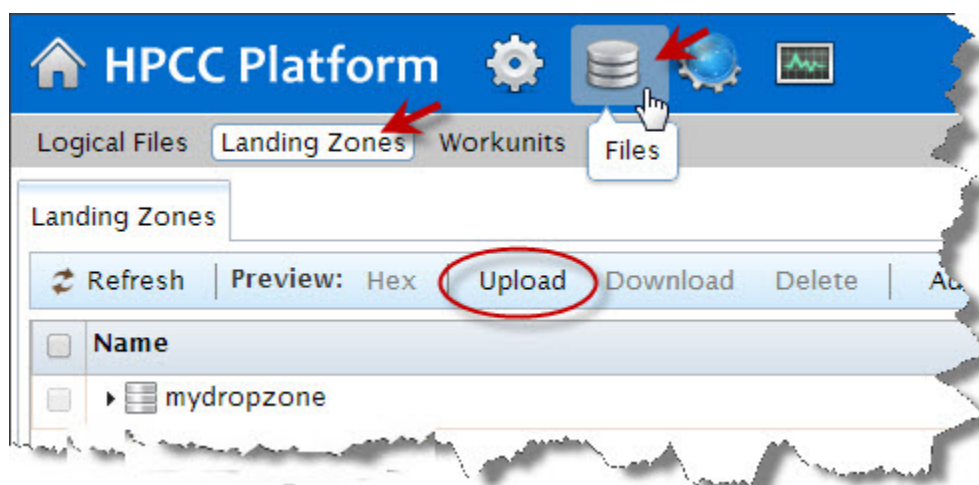 HPCC Platform
Logical Files Landing Zones Workunits Files
Landing Zones
Refresh Preview: Hex Upload Download Delete
Name
mydropzone